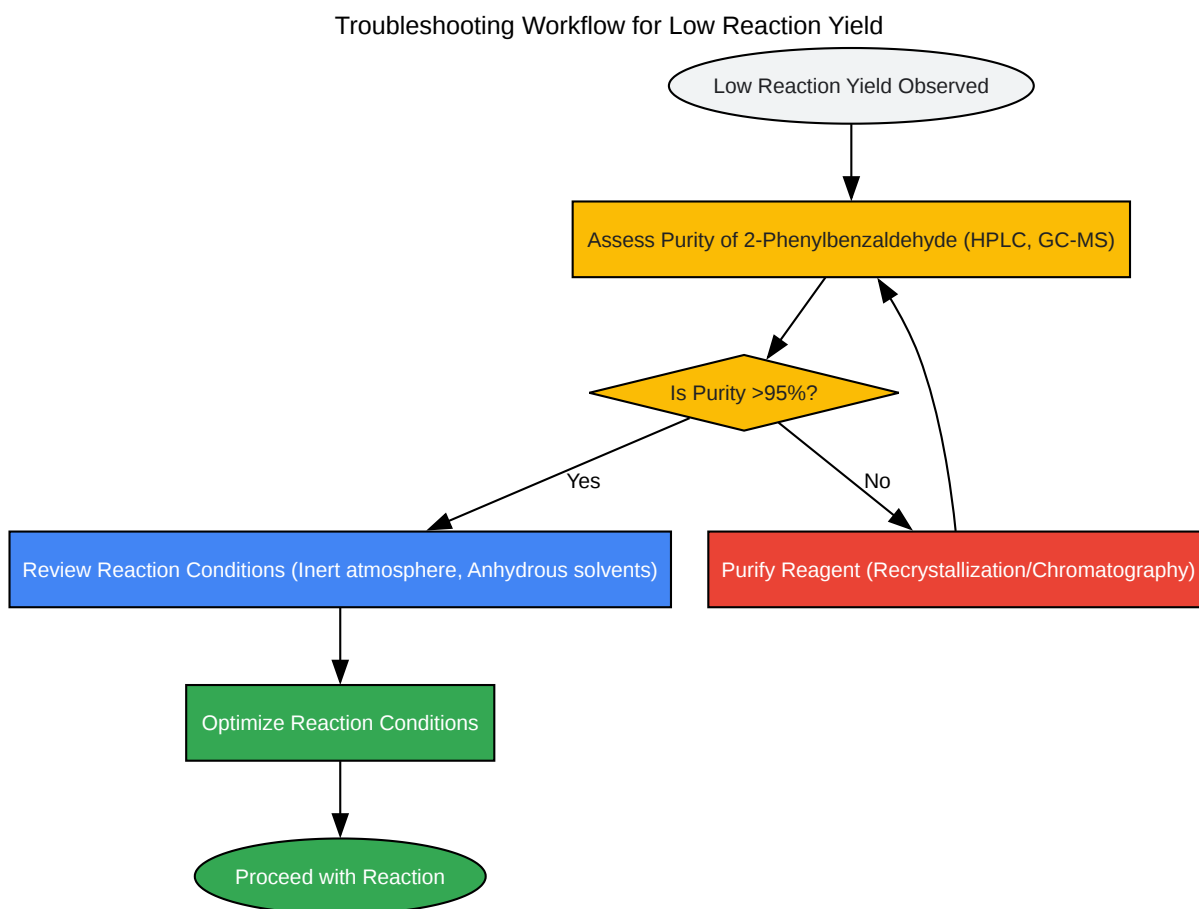 Troubleshooting Workflow for Low Reaction Yield
Low Reaction Yield Observed
Assess Purity of 2-Phenylbenzaldehyde (HPLC, GC-MS)
Is Purity >95%?
Yes
No
Review Reaction Conditions (Inert atmosphere, Anhydrous solvents)
Purify Reagent (Recrystallization/Chromatography)
Optimize Reaction Conditions
Proceed with Reaction